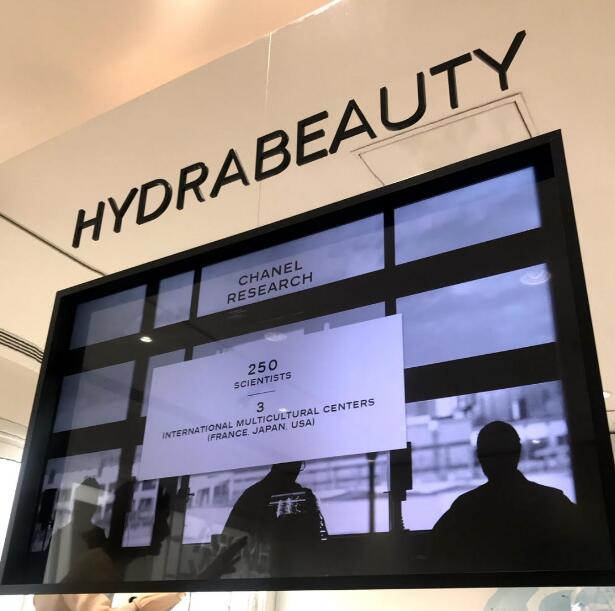 HYDRABEAUTY
CHANEL
RESEARCH
250
SCIENTISTS
3
INTERNATIONAL MULTICULTURAL CENTERS
(FRANCE, JAPAN, USA)